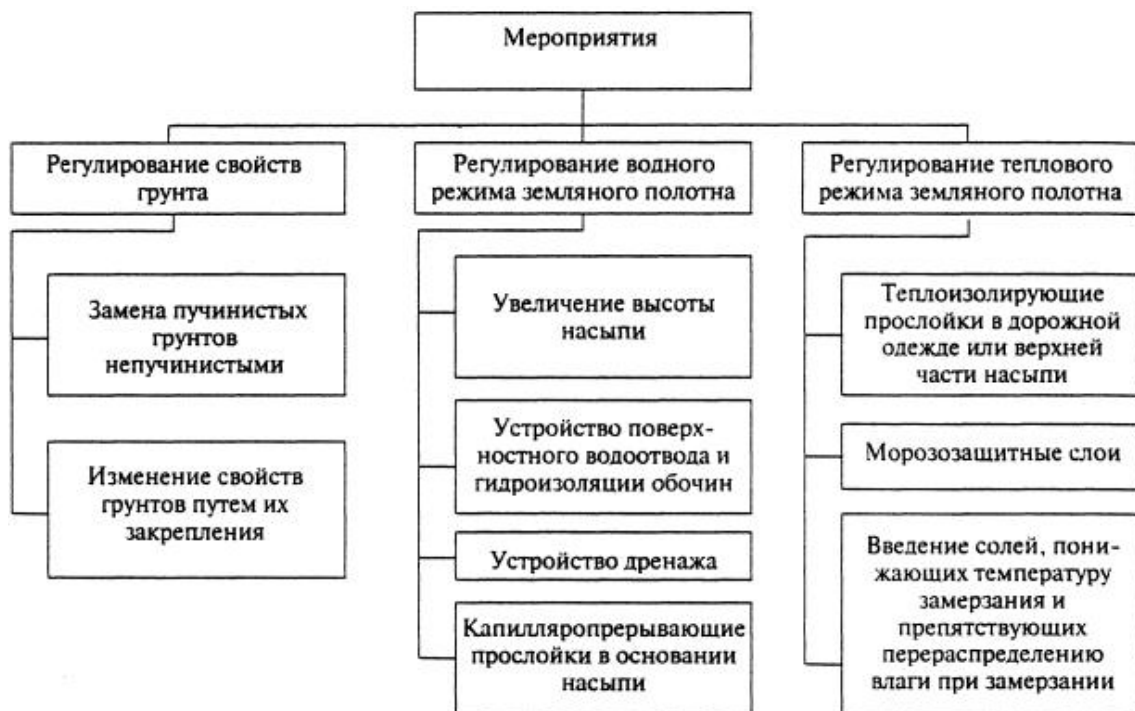 Мероприятия
Регулирование свойств
грунта
Замена пучинистых
грунтов
непучинистыми
Изменение свойств
грунтов путем их
закрепления
Регулирование водного
режима земляного полотна
Увеличение высоты
насыпи
Устройство поверх-
ностного водоотвода и
гидроизоляции обочин
Устройство дренажа
Капилляропрерывающие
прослойки в основании
насыпи
Регулирование теплового
режима земляного полотна
Теплоизолирующие
прослойки в дорожной
одежде или верхней
части насыпи
Морозозащитные слои
Введение солей, пони-
жающих температуру
замерзания и
препятствующих
перераспределению
влаги при замерзании